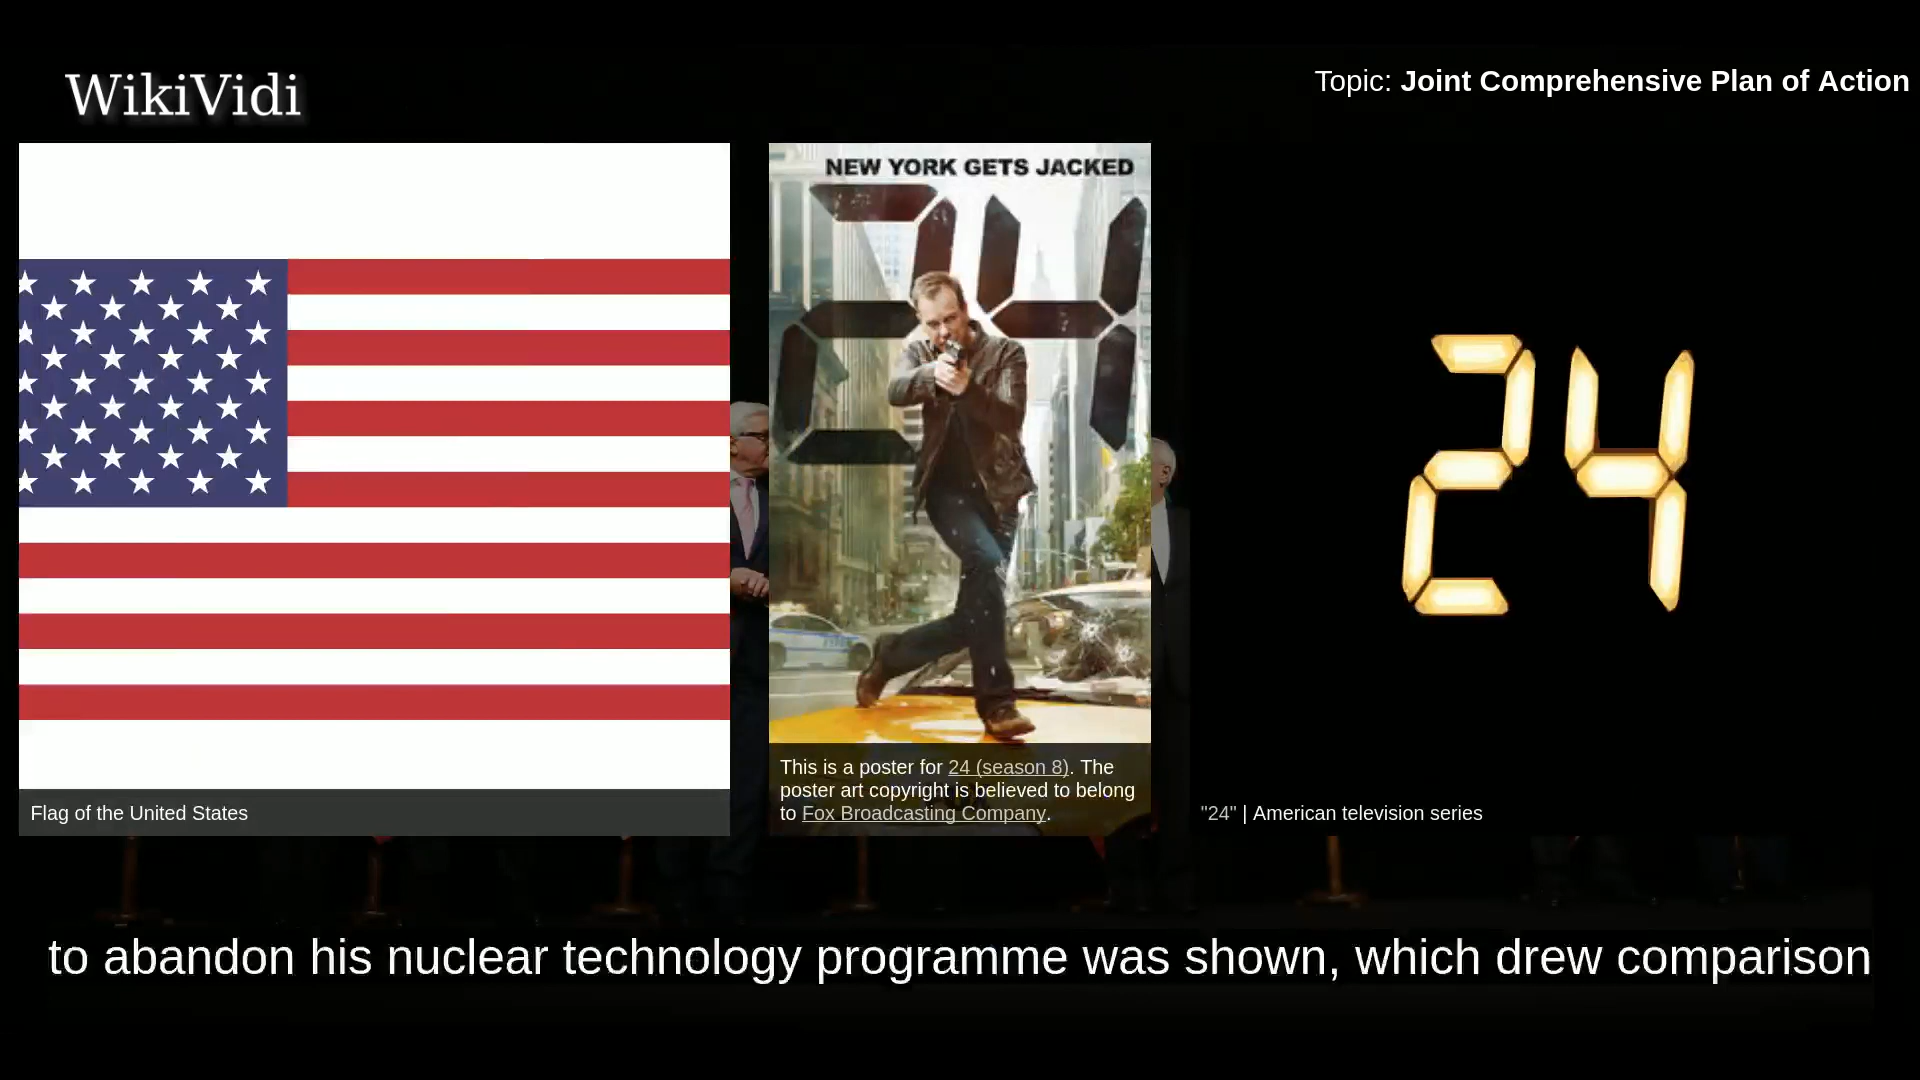 WikiVidi
Topic: Joint Comprehensive Plan of Action
NEW YORK GETS JACKED
24
24
Flag of the United States
This is a poster for 24 (season 8). The
poster art copyright is believed to belong
to Fox Broadcasting Company.
"24" | American television series
to abandon his nuclear technology programme was shown, which drew comparison